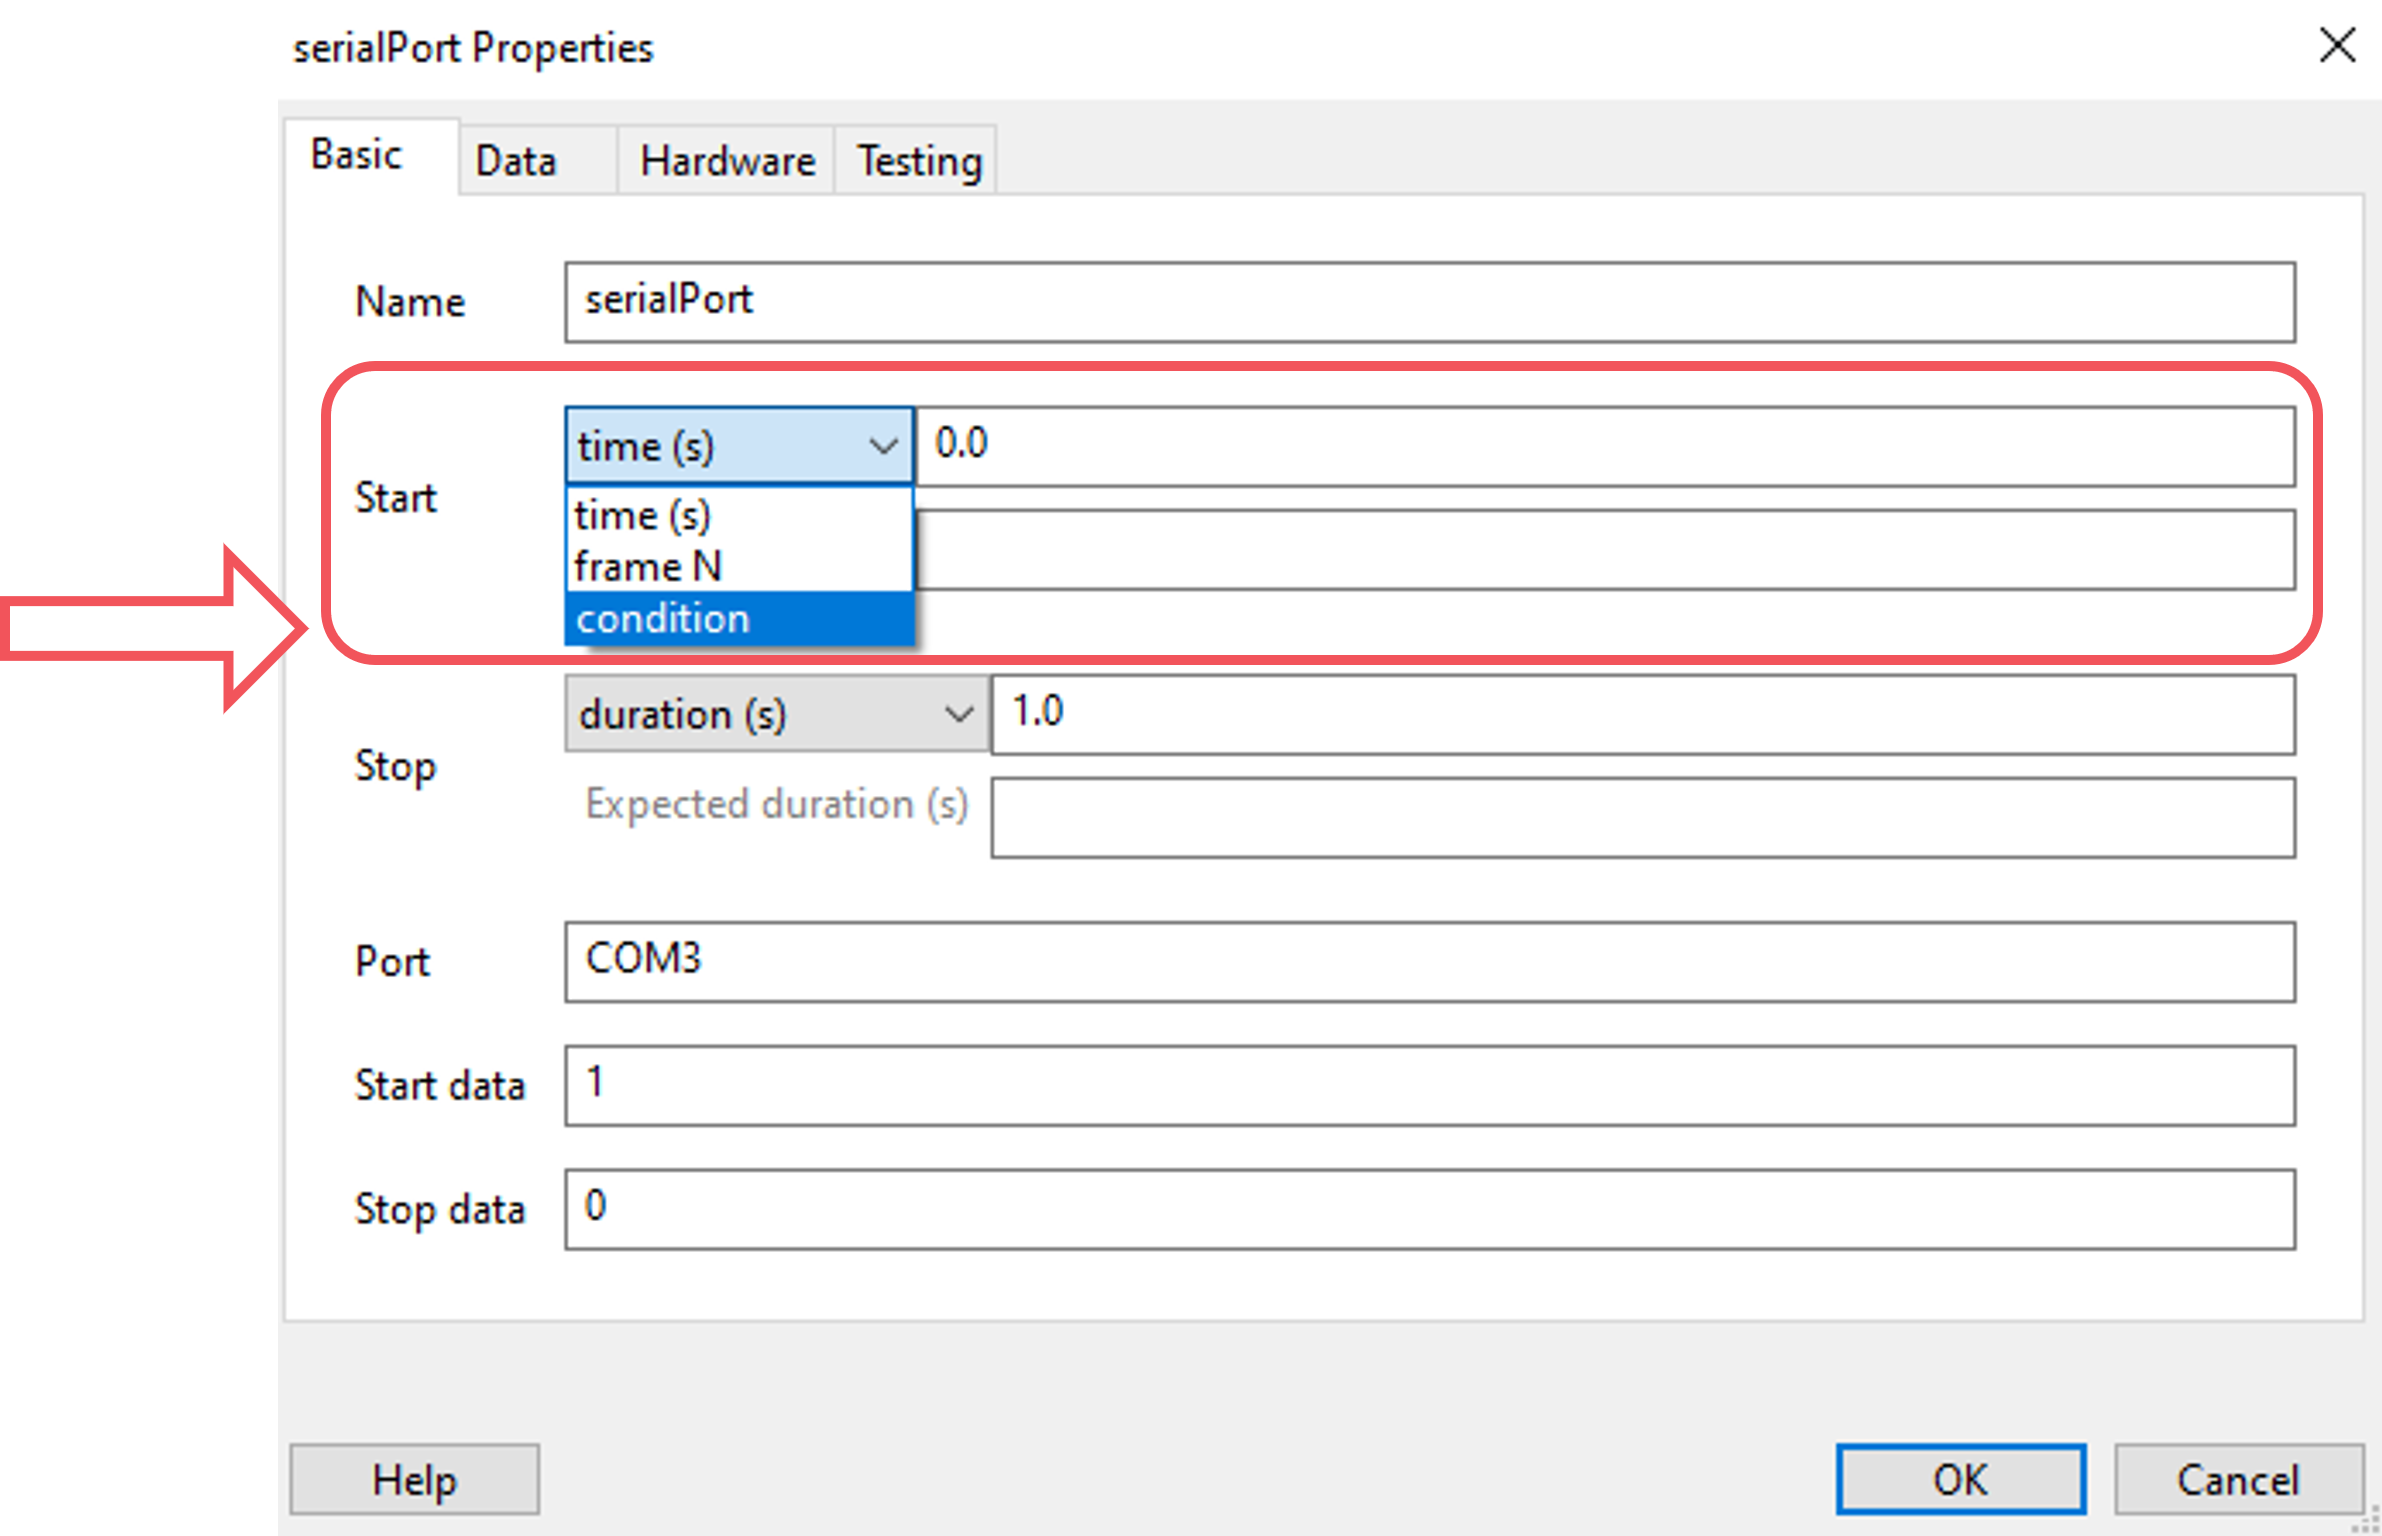 serialPort Properties
Basic Data Hardware Testing
Name serialPort
Start time (s) 0.0
time (s)
frame N
condition
Stop duration (s) 1.0
Expected duration (s)
Port COM3
Start data 1
Stop data 0
Help OK Cancel